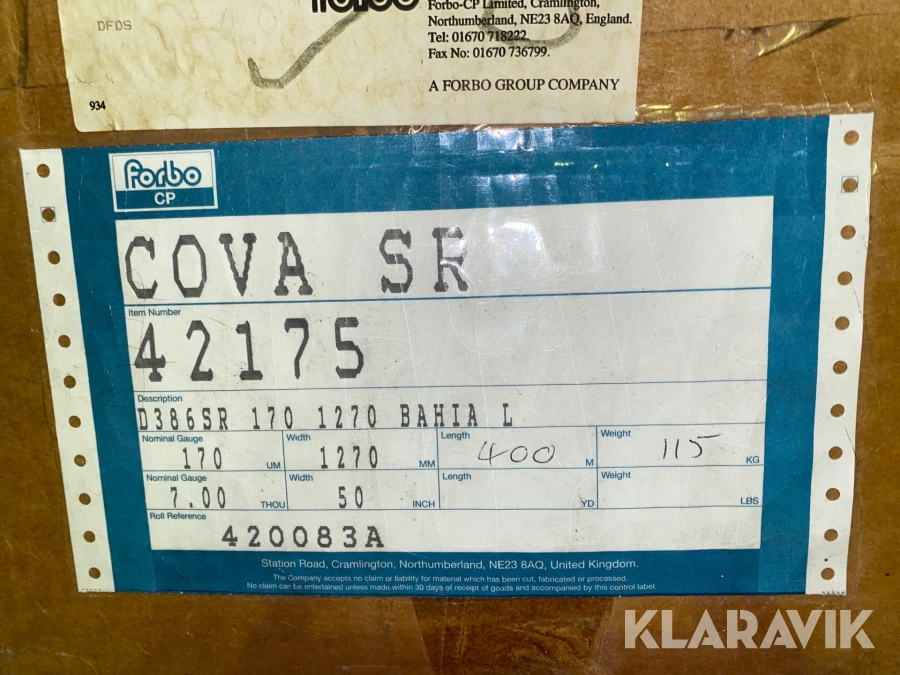 forbo
Forbo-CP Limited, Cramlington,
Northumberland, NE23 8AQ, England.
Tel: 01670 718222.
Fax No: 01670 736799.
DFDS
A FORBO GROUP COMPANY
934
forbo
CP
COVA SR
Item Number
42175
Description
D386SR 170 1270 BAHIA L
Nominal Gauge 170 UM Width 1270 MM Length 400 M Weight 115 KG
Nominal Gauge 7.00 THOU Width 50 INCH Length YD Weight LBS
Roll Reference
420083A
Station Road, Cramlington, Northumberland, NE23 8AQ, United Kingdom.
The Company accepts no claim or liability for material which has been cut, fabricated or processed.
No claim can be entertained unless made within 30 days of receipt of goods and accompanied by this control label.
KLARAVIK